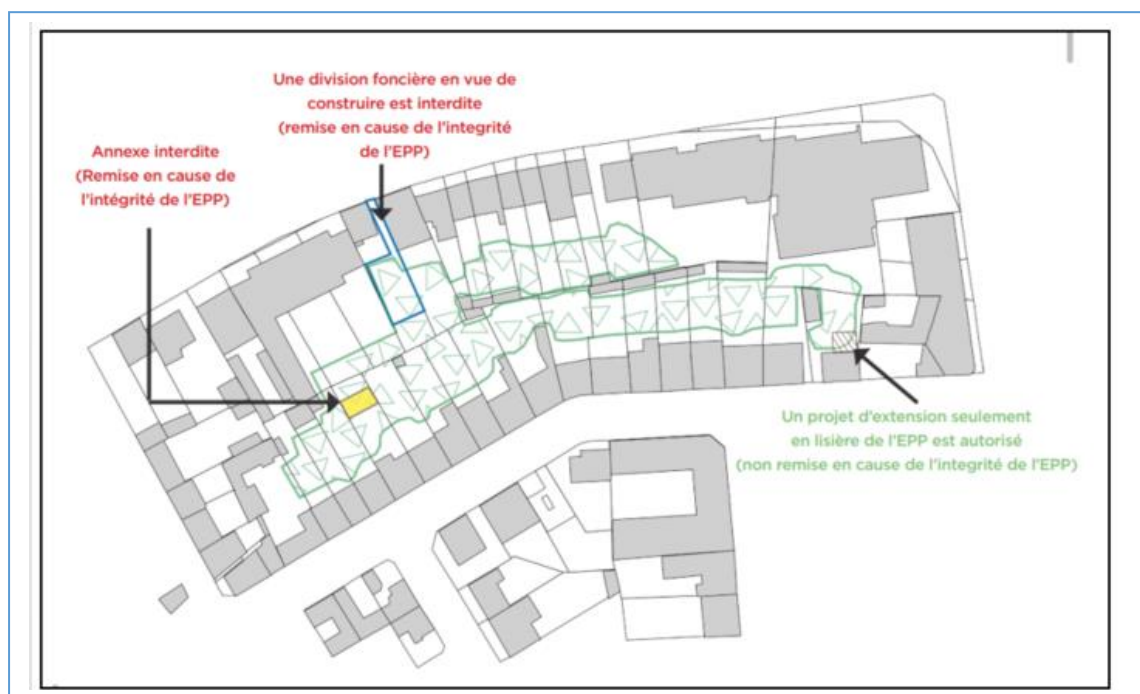 Une division foncière en vue de
construire est interdite
(remise en cause de l'integrité
de l'EPP)
Annexe interdite
(Remise en cause de
l'intégrité de l'EPP)
Un projet d'extension seulement
en lisière de l'EPP est autorisé
(non remise en cause de l'integrité de l'EPP)